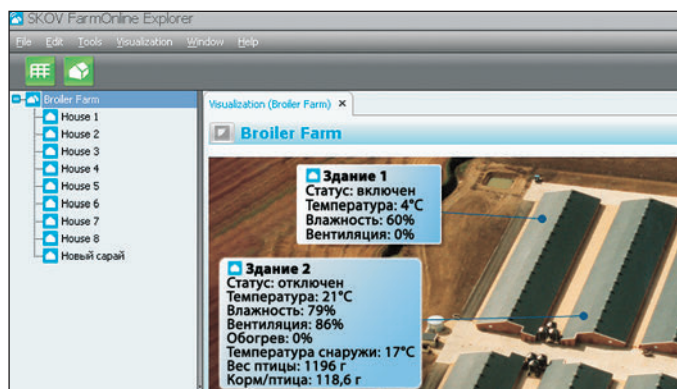 SKOV FarmOnline Explorer
File Edit Tools Visualization Window Help
Broiler Farm
House 1
House 2
House 3
House 4
House 5
House 6
House 7
House 8
Новый сарай
Visualization (Broiler Farm)
Broiler Farm
Здание 1
Статус: включен
Температура: 4°C
Влажность: 60%
Вентиляция: 0%
Здание 2
Статус: отключен
Температура: 21°C
Влажность: 79%
Вентиляция: 86%
Обогрев: 0%
Температура снаружи: 17°C
Вес птицы: 1196 г
Корм/птица: 118,6 г